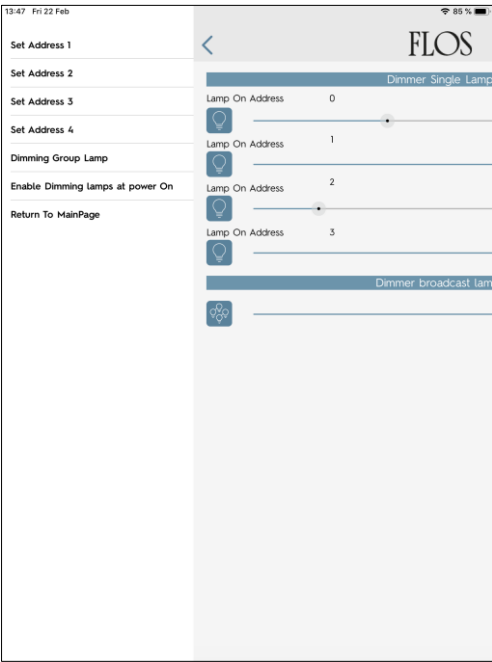 13:47 Fri 22 Feb
85 %
Set Address 1
Set Address 2
Set Address 3
Set Address 4
Dimming Group Lamp
Enable Dimming lamps at power On
Return To MainPage
FLOS
Dimmer Single Lamp
Lamp On Address 0
Lamp On Address 1
Lamp On Address 2
Lamp On Address 3
Dimmer broadcast lam